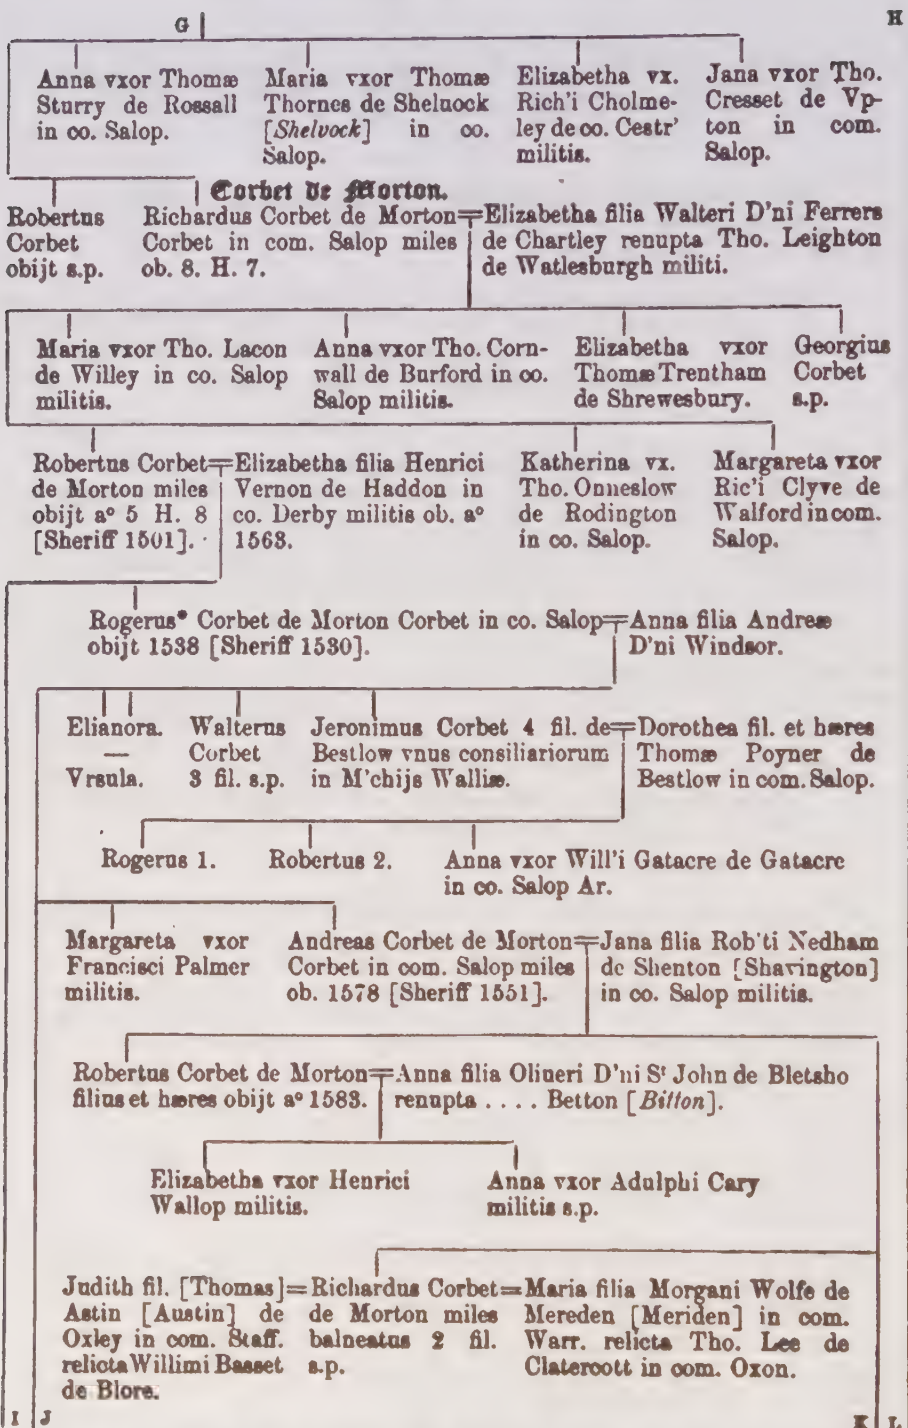 G H
Anna vxor Thomæ
Sturry de Rossall
in co. Salop.
Maria vxor Thomæ
Thornes de Shelnock
[Shelvock] in co.
Salop.
Elizabetha vx.
Rich'i Cholme-
ley de co. Cestr'
militis.
Jana vxor Tho.
Cresset de Vp-
ton in com.
Salop.
Corbet de Morton.
Robertus
Corbet
obijt s.p.
Richardus Corbet de Morton
Corbet in com. Salop miles
ob. 8. H. 7.
Elizabetha filia Walteri D'ni Ferrers
de Chartley renupta Tho. Leighton
de Watlesburgh militi.
Maria vxor Tho. Lacon
de Willey in co. Salop
militis.
Anna vxor Tho. Corn-
wall de Burford in co.
Salop militis.
Elizabetha vxor
Thomæ Trentham
de Shrewesbury.
Georgius
Corbet
s.p.
Robertus Corbet
de Morton miles
obijt aº 5 H. 8
[Sheriff 1501].
Elizabetha filia Henrici
Vernon de Haddon in
co. Derby militis ob. aº
1563.
Katherina vx.
Tho. Onneslow
de Rodington
in co. Salop.
Margareta vxor
Ric'i Clyve de
Walford in com.
Salop.
Rogerus* Corbet de Morton Corbet in co. Salop
obijt 1538 [Sheriff 1530].
Anna filia Andreæ
D'ni Windsor.
Elianora.
—
Vrsula.
Walterus
Corbet
3 fil. s.p.
Jeronimus Corbet 4 fil. de
Bestlow vnus consiliariorum
in M'chijs Walliæ.
Dorothea fil. et hæres
Thomæ Poyner de
Bestlow in com. Salop.
Rogerus 1.
Robertus 2.
Anna vxor Will'i Gatacre de Gatacre
in co. Salop Ar.
Margareta vxor
Francisci Palmer
militis.
Andreas Corbet de Morton
Corbet in com. Salop miles
ob. 1578 [Sheriff 1551].
Jana filia Rob'ti Nedham
de Shenton [Shavington]
in co. Salop militis.
Robertus Corbet de Morton
filius et hæres obijt aº 1583.
Anna filia Oliueri D'ni Sᵗ John de Bletsho
renupta . . . . Betton [Bitton].
Elizabetha vxor Henrici
Wallop militis.
Anna vxor Adulphi Cary
militis s.p.
Judith fil. [Thomas]
Astin [Austin] de
Oxley in com. Staff.
relicta Willimi Basset
de Blore.
Richardus Corbet
de Morton miles
balneatus 2 fil.
s.p.
Maria filia Morgani Wolfe de
Mereden [Meriden] in com.
Warr. relicta Tho. Lee de
Clatercott in com. Oxon.
I J K L